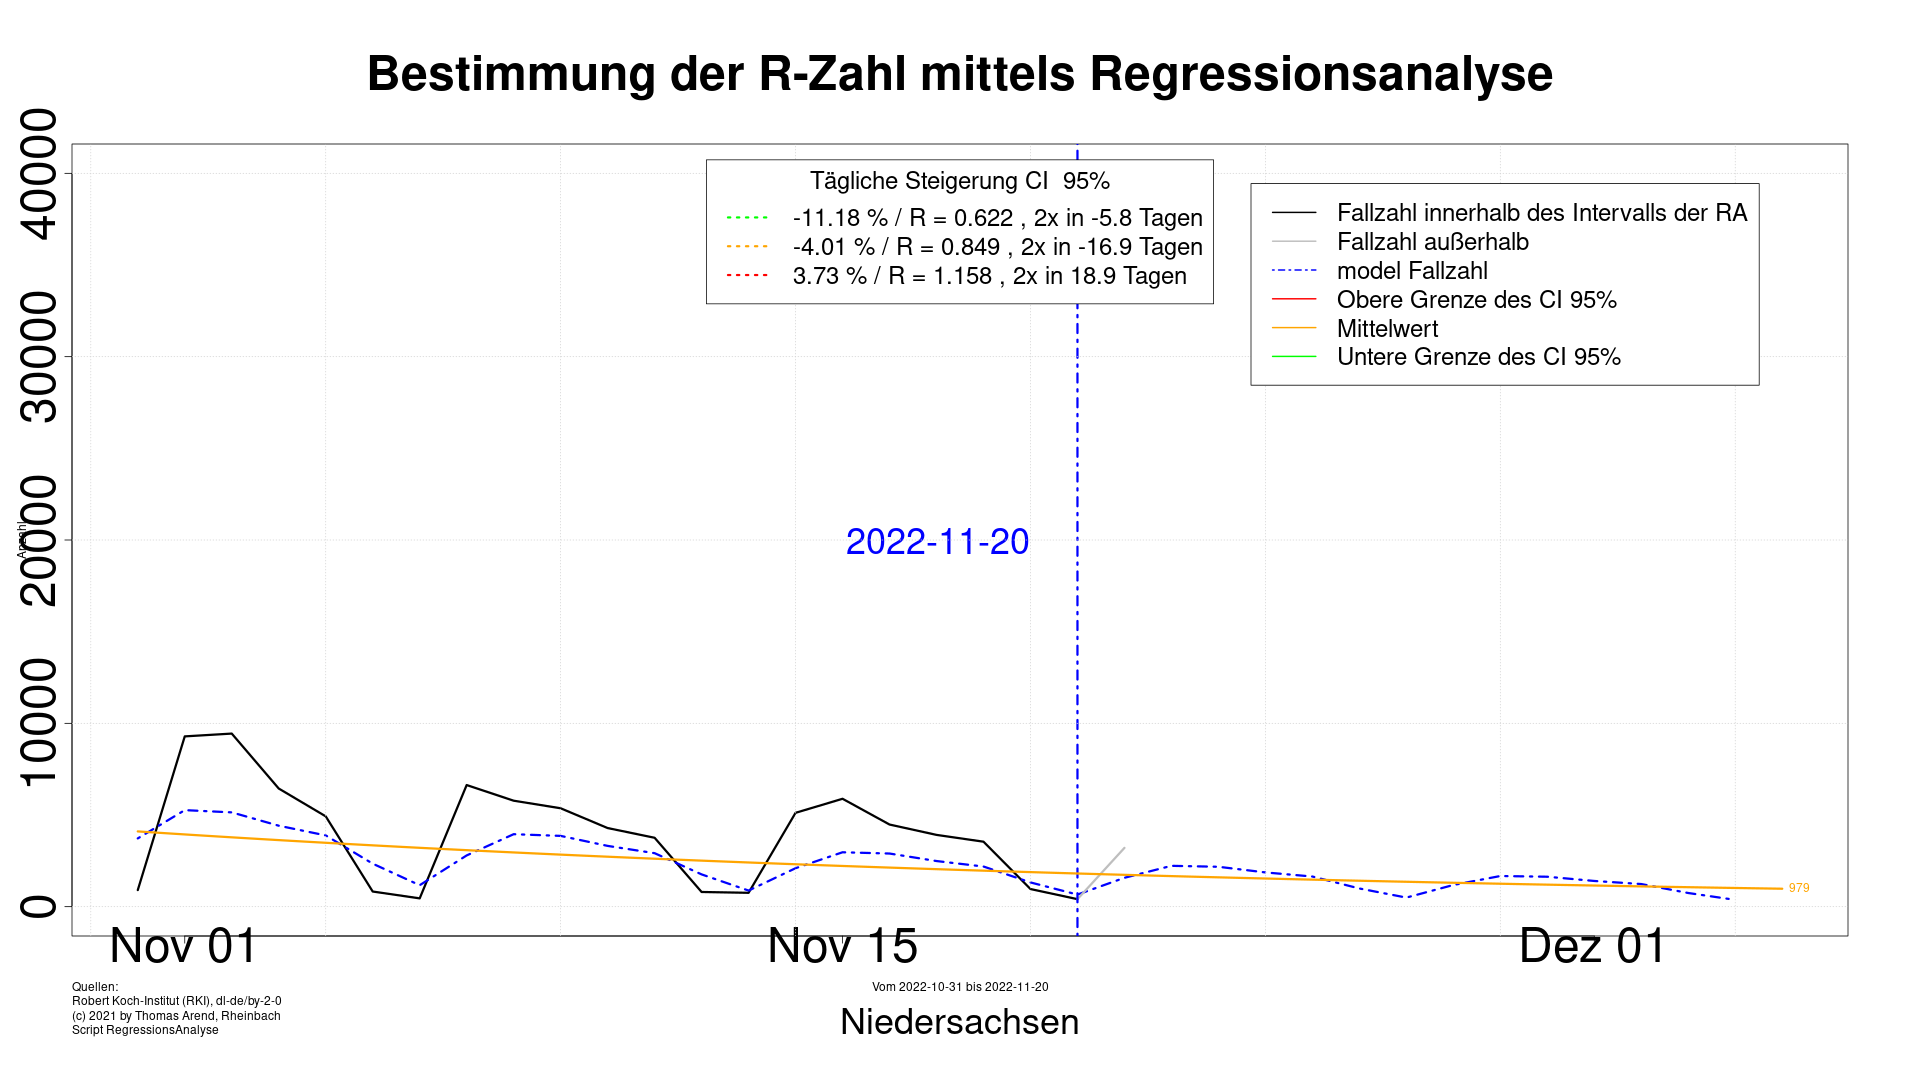 Bestimmung der R-Zahl mittels Regressionsanalyse
40000
30000
20000
10000
0
Anzahl
Tägliche Steigerung CI  95%
-11.18 % / R = 0.622 , 2x in -5.8 Tagen
-4.01 % / R = 0.849 , 2x in -16.9 Tagen
3.73 % / R = 1.158 , 2x in 18.9 Tagen
Fallzahl innerhalb des Intervalls der RA
Fallzahl außerhalb
model Fallzahl
Obere Grenze des CI 95%
Mittelwert
Untere Grenze des CI 95%
2022-11-20
979
Nov 01
Nov 15
Dez 01
Quellen:
Robert Koch-Institut (RKI), dl-de/by-2-0
(c) 2021 by Thomas Arend, Rheinbach
Script RegressionsAnalyse
Vom 2022-10-31 bis 2022-11-20
Niedersachsen